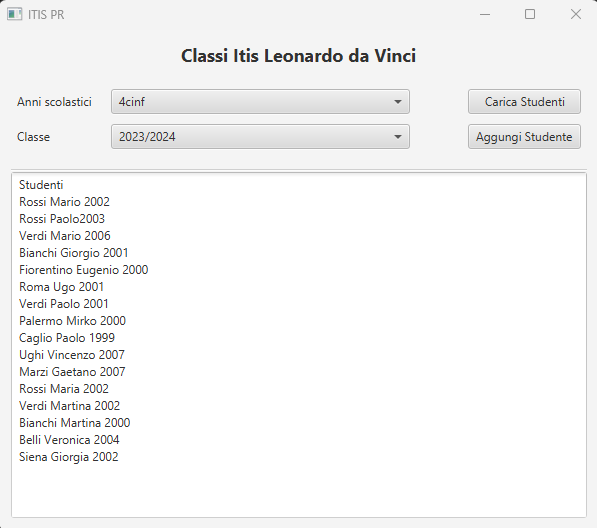 ITIS PR
Classi Itis Leonardo da Vinci
Anni scolastici 4cinf Carica Studenti
Classe 2023/2024 Aggungi Studente
Studenti
Rossi Mario 2002
Rossi Paolo2003
Verdi Mario 2006
Bianchi Giorgio 2001
Fiorentino Eugenio 2000
Roma Ugo 2001
Verdi Paolo 2001
Palermo Mirko 2000
Caglio Paolo 1999
Ughi Vincenzo 2007
Marzi Gaetano 2007
Rossi Maria 2002
Verdi Martina 2002
Bianchi Martina 2000
Belli Veronica 2004
Siena Giorgia 2002